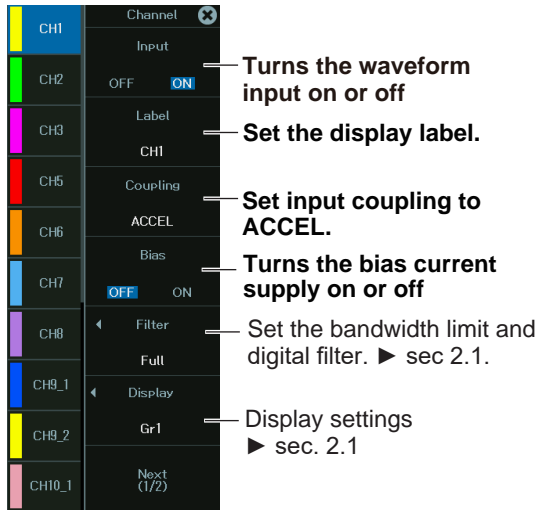 CH1
CH2
CH3
CH5
CH6
CH7
CH8
CH9_1
CH9_2
CH10_1
Channel
Input
OFF ON
Label
CH1
Coupling
ACCEL
Bias
OFF ON
Filter
Full
Display
Gr1
Next
(1/2)
Turns the waveform
input on or off
Set the display label.
Set input coupling to
ACCEL.
Turns the bias current
supply on or off
Set the bandwidth limit and
digital filter. ► sec 2.1.
Display settings
► sec. 2.1